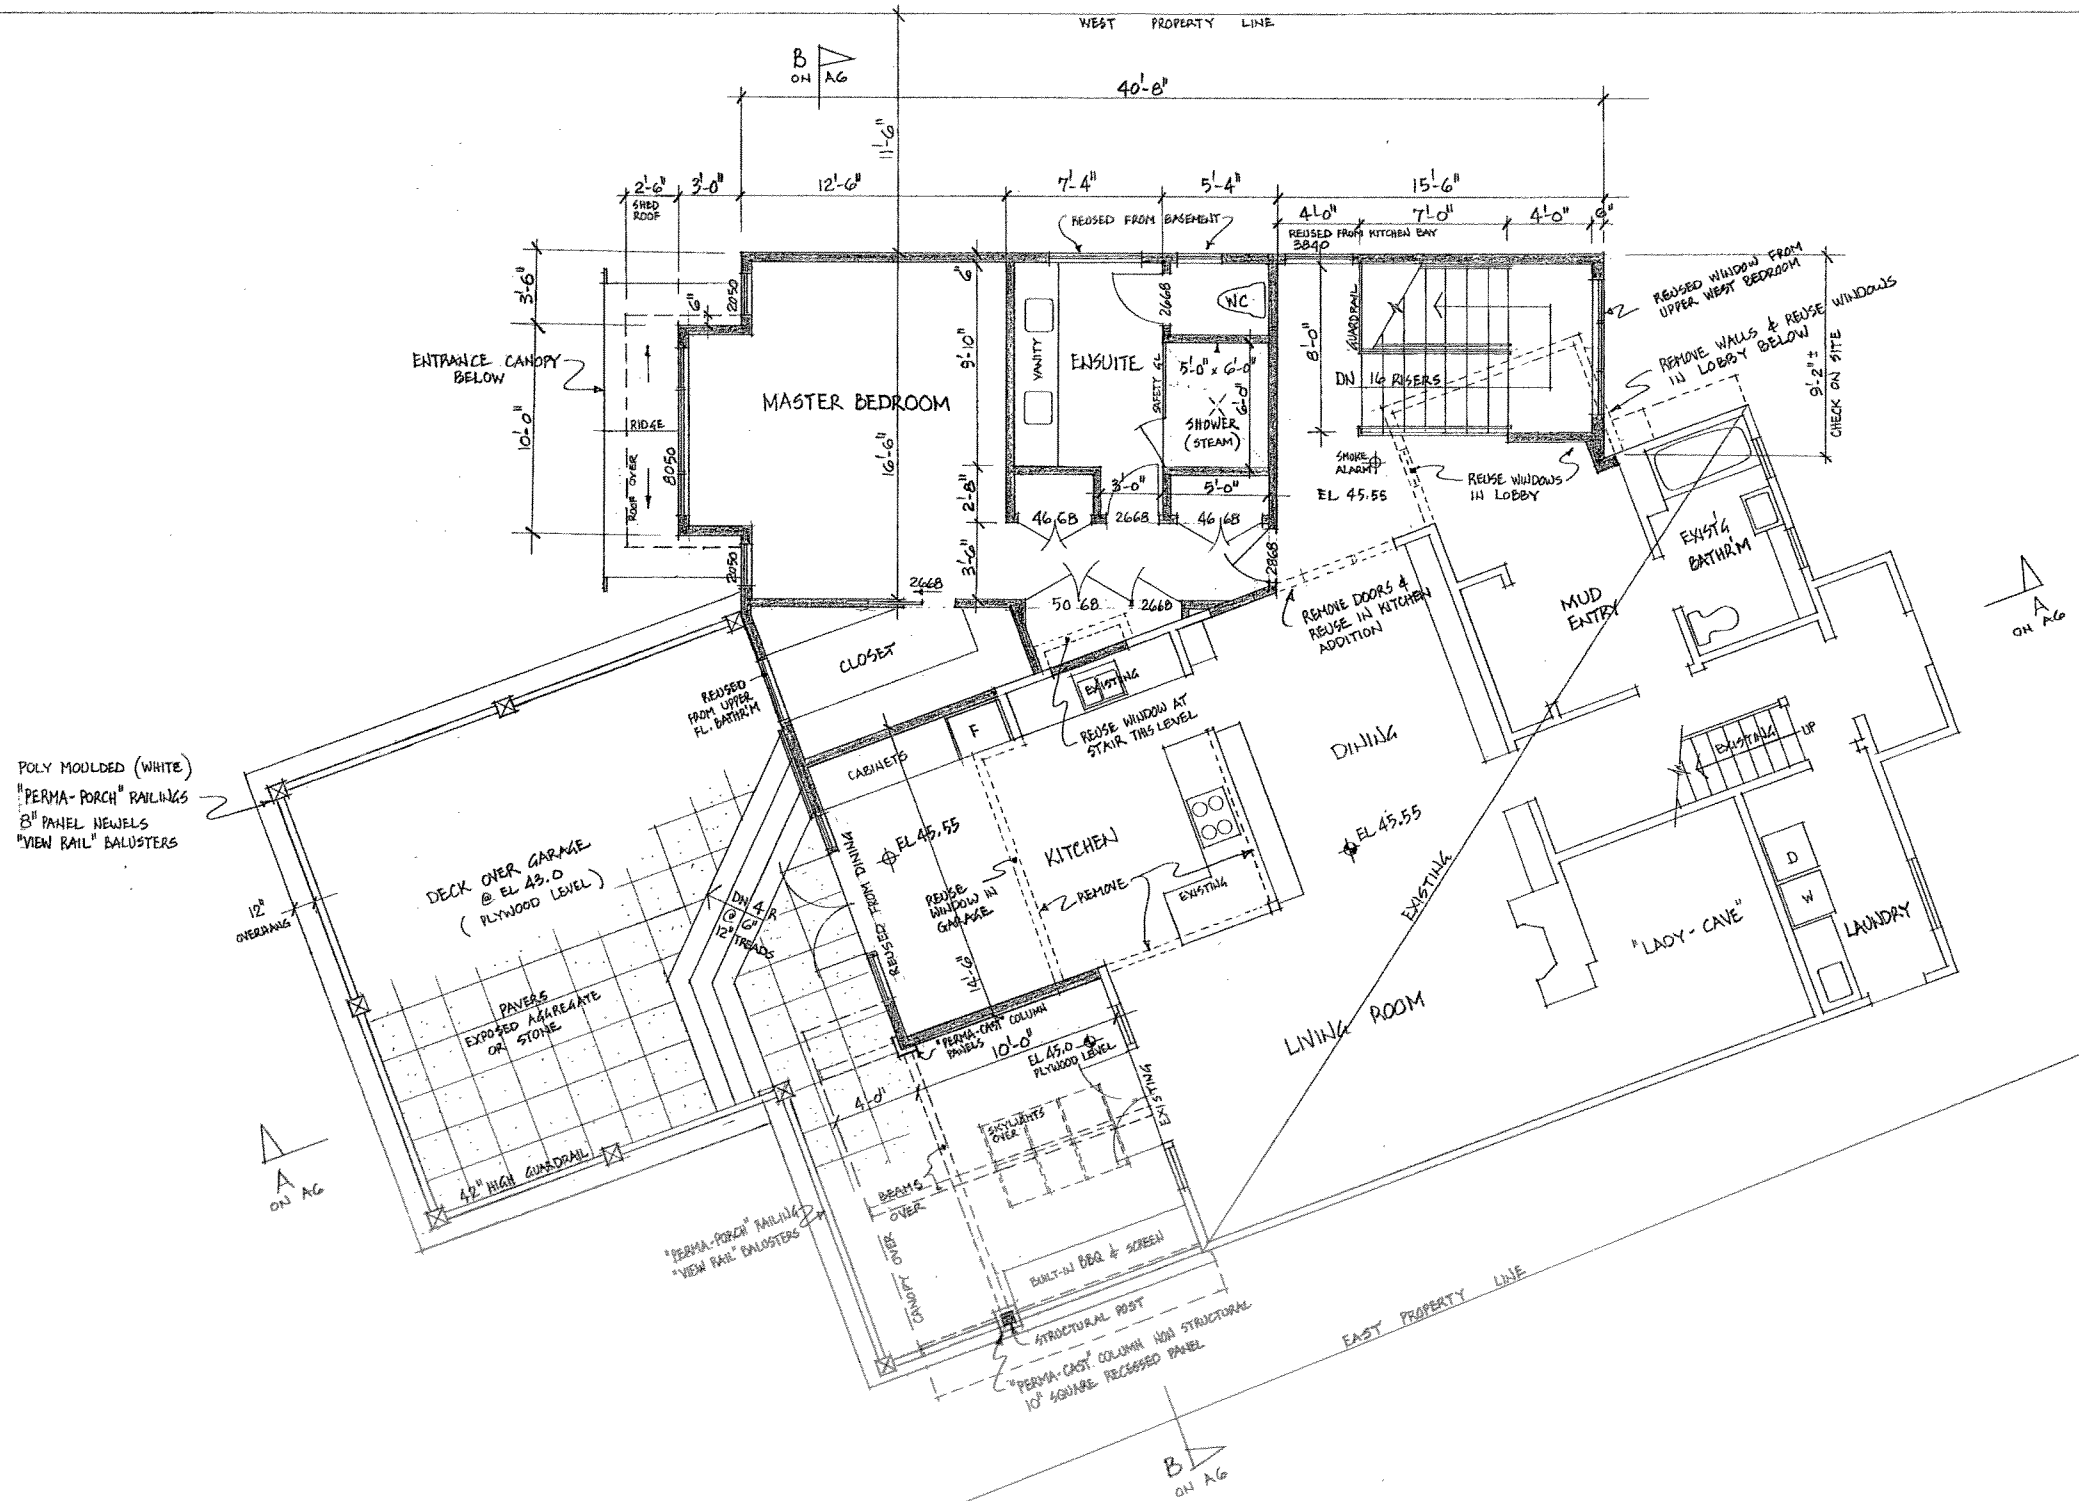 WEST PROPERTY LINE
B
ON A6
40'-8"
11'-6"
2'-6"
SHED
ROOF
3'-0"
12'-6"
7'-4"
5'-4"
15'-6"
REUSED FROM BASEMENT
4'-0"
7'-0"
4'-0"
6"
REUSED FROM KITCHEN BAY
3840
REUSED WINDOW FROM
UPPER WEST BEDROOM
REMOVE WALLS & REUSE WINDOWS
IN LOBBY BELOW
9'-2"±
CHECK ON SITE
3'-6"
10'-0"
6"
2050
8050
2050
ENTRANCE CANOPY
BELOW
RIDGE
ROOF OVER
MASTER BEDROOM
16'-6"
6"
9'-10"
2'-8"
3'-6"
VANITY
ENSUITE
2668
WC
SAFETY GL
5'-0" x 6'-0"
6'-0"
SHOWER
(STEAM)
3'-0"
5'-0"
4668
2668
4668
2868
8'-0"
GUARDRAIL
DN 16 RISERS
SMOKE
ALARM
EL 45.55
REUSE WINDOWS
IN LOBBY
EXIST'G
BATHR'M
MUD
ENTRY
A
ON A6
2668
5068
2668
REMOVE DOORS &
REUSE IN KITCHEN
ADDITION
CLOSET
REUSED
FROM UPPER
FL. BATHR'M
EXISTING
REUSE WINDOW AT
STAIR THIS LEVEL
F
CABINETS
DINING
EXISTING UP
POLY MOULDED (WHITE)
"PERMA-PORCH" RAILINGS
8" PANEL NEWELS
"VIEW RAIL" BALUSTERS
12"
OVERHANG
DECK OVER GARAGE
@ EL 43.0
(PLYWOOD LEVEL)
DN 4 R
@ 6"
12" TREADS
REUSED FROM DINING
EL 45.55
KITCHEN
EL 45.55
REUSE
WINDOW IN
GARAGE
REMOVE
EXISTING
14'-6"
EXISTING
"LADY-CAVE"
D
W
LAUNDRY
LIVING ROOM
PAVERS
EXPOSED AGGREGATE
OR STONE
"PERMA-CAST" COLUMN
PANELS
10'-0"
EL 45.0
PLYWOOD LEVEL
EXISTING
4'-0"
SKYLIGHTS
OVER
42" HIGH GUARDRAIL
A
ON A6
BEAMS
OVER
CANOPY OVER
"PERMA-PORCH" RAILING
"VIEW RAIL" BALUSTERS
BUILT-IN BBQ & SCREEN
STRUCTURAL POST
"PERMA-CAST" COLUMN NON STRUCTURAL
10" SQUARE RECESSED PANEL
EAST PROPERTY LINE
B
ON A6